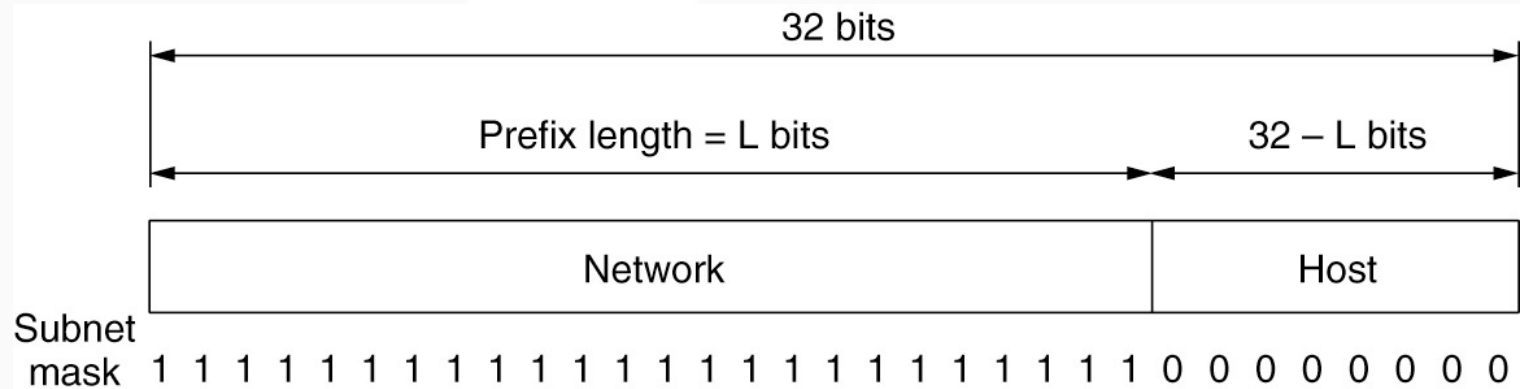 32 bits
Prefix length = L bits 32 – L bits
Network Host
Subnet
mask 1 1 1 1 1 1 1 1 1 1 1 1 1 1 1 1 1 1 1 1 1 1 1 1 0 0 0 0 0 0 0 0